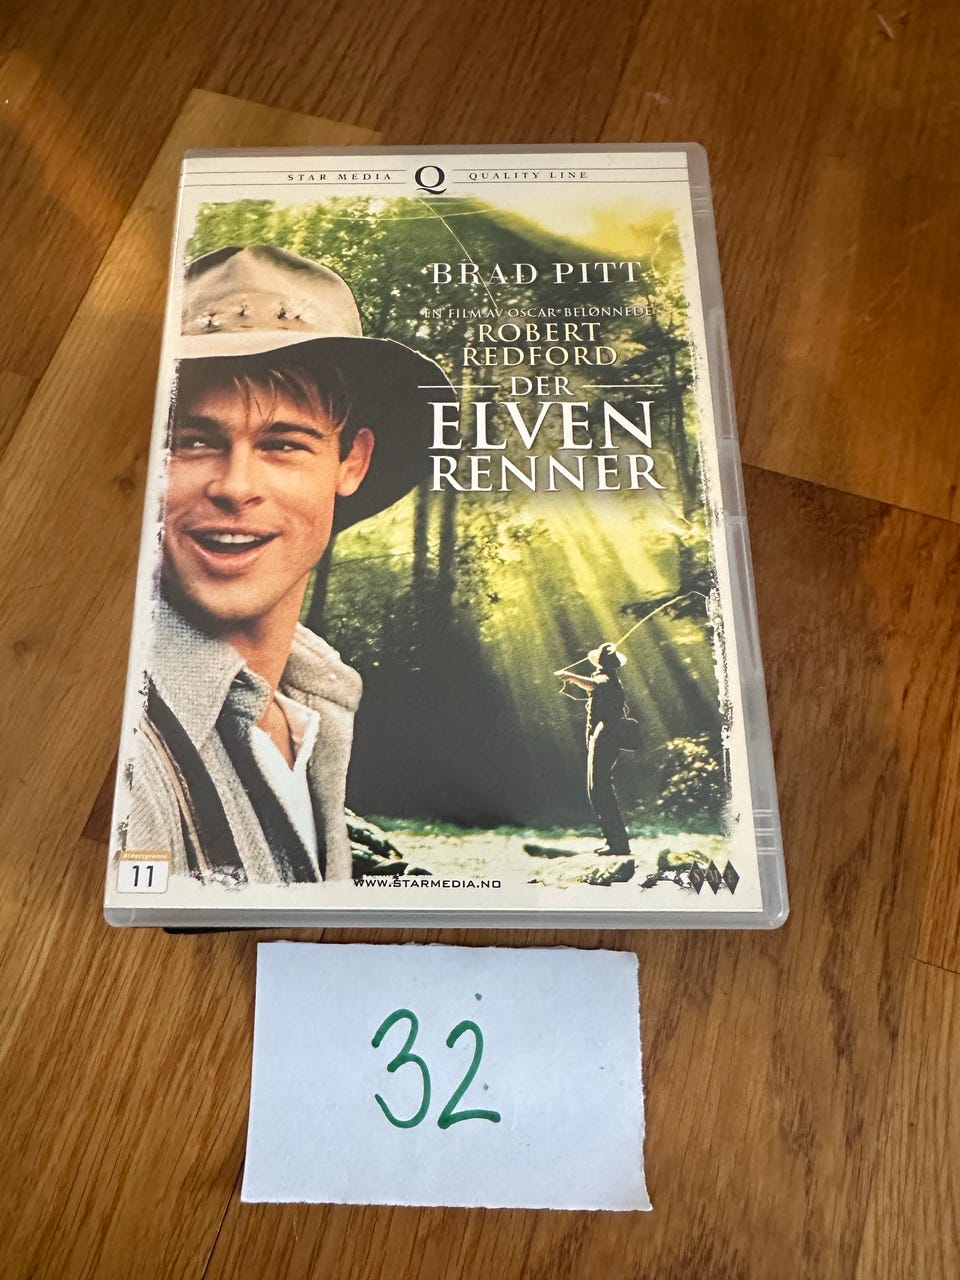 STAR MEDIA Q QUALITY LINE
BRAD PITT
EN FILM AV OSCAR-BELØNNEDE
ROBERT
REDFORD
DER
ELVEN
RENNER
Aldersgrense
11
WWW.STARMEDIA.NO
32